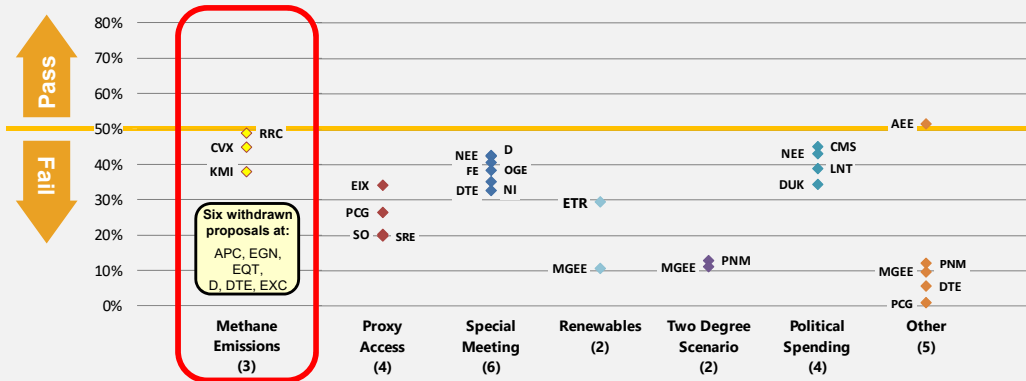 80%
70%
60%
50%
40%
30%
20%
10%
0%
Pass
Fail
RRC
CVX
KMI
Six withdrawn
proposals at:
APC, EGN,
EQT,
D, DTE, EXC
EIX
PCG
SO
SRE
NEE
D
FE
OGE
DTE
NI
ETR
MGEE
MGEE
PNM
CMS
NEE
LNT
DUK
AEE
PNM
MGEE
DTE
PCG
Methane
Emissions
(3)
Proxy
Access
(4)
Special
Meeting
(6)
Renewables
(2)
Two Degree
Scenario
(2)
Political
Spending
(4)
Other
(5)